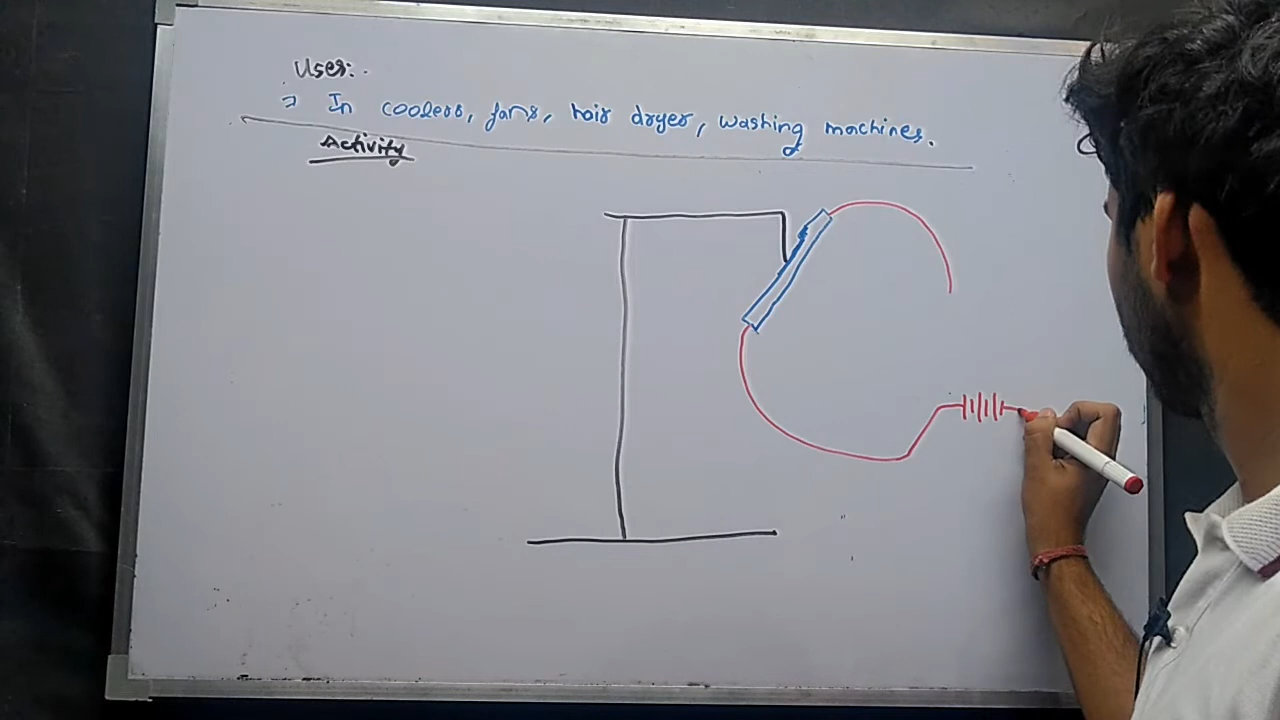 Uses:-
→ In coolers, fans, hair dryer, washing machines.
Activity